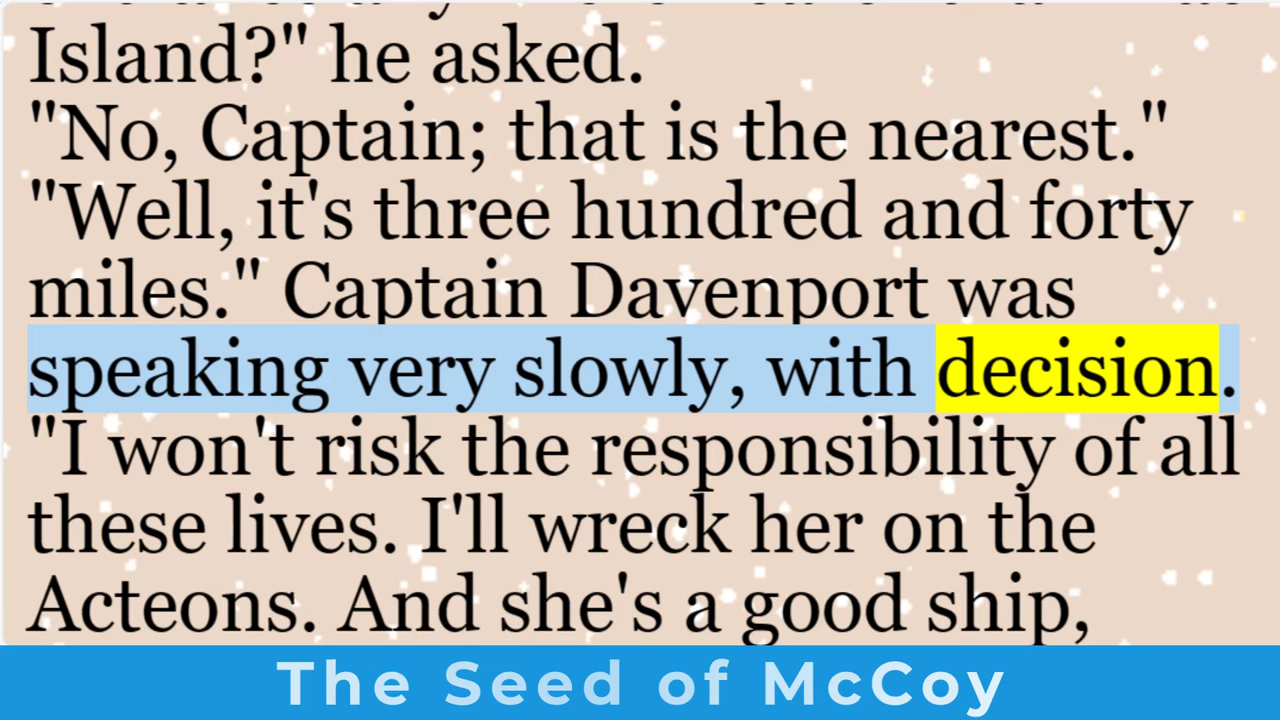 Island?" he asked.
"No, Captain; that is the nearest."
"Well, it's three hundred and forty
miles." Captain Davenport was
speaking very slowly, with decision.
"I won't risk the responsibility of all
these lives. I'll wreck her on the
Acteons. And she's a good ship,
The Seed of McCoy